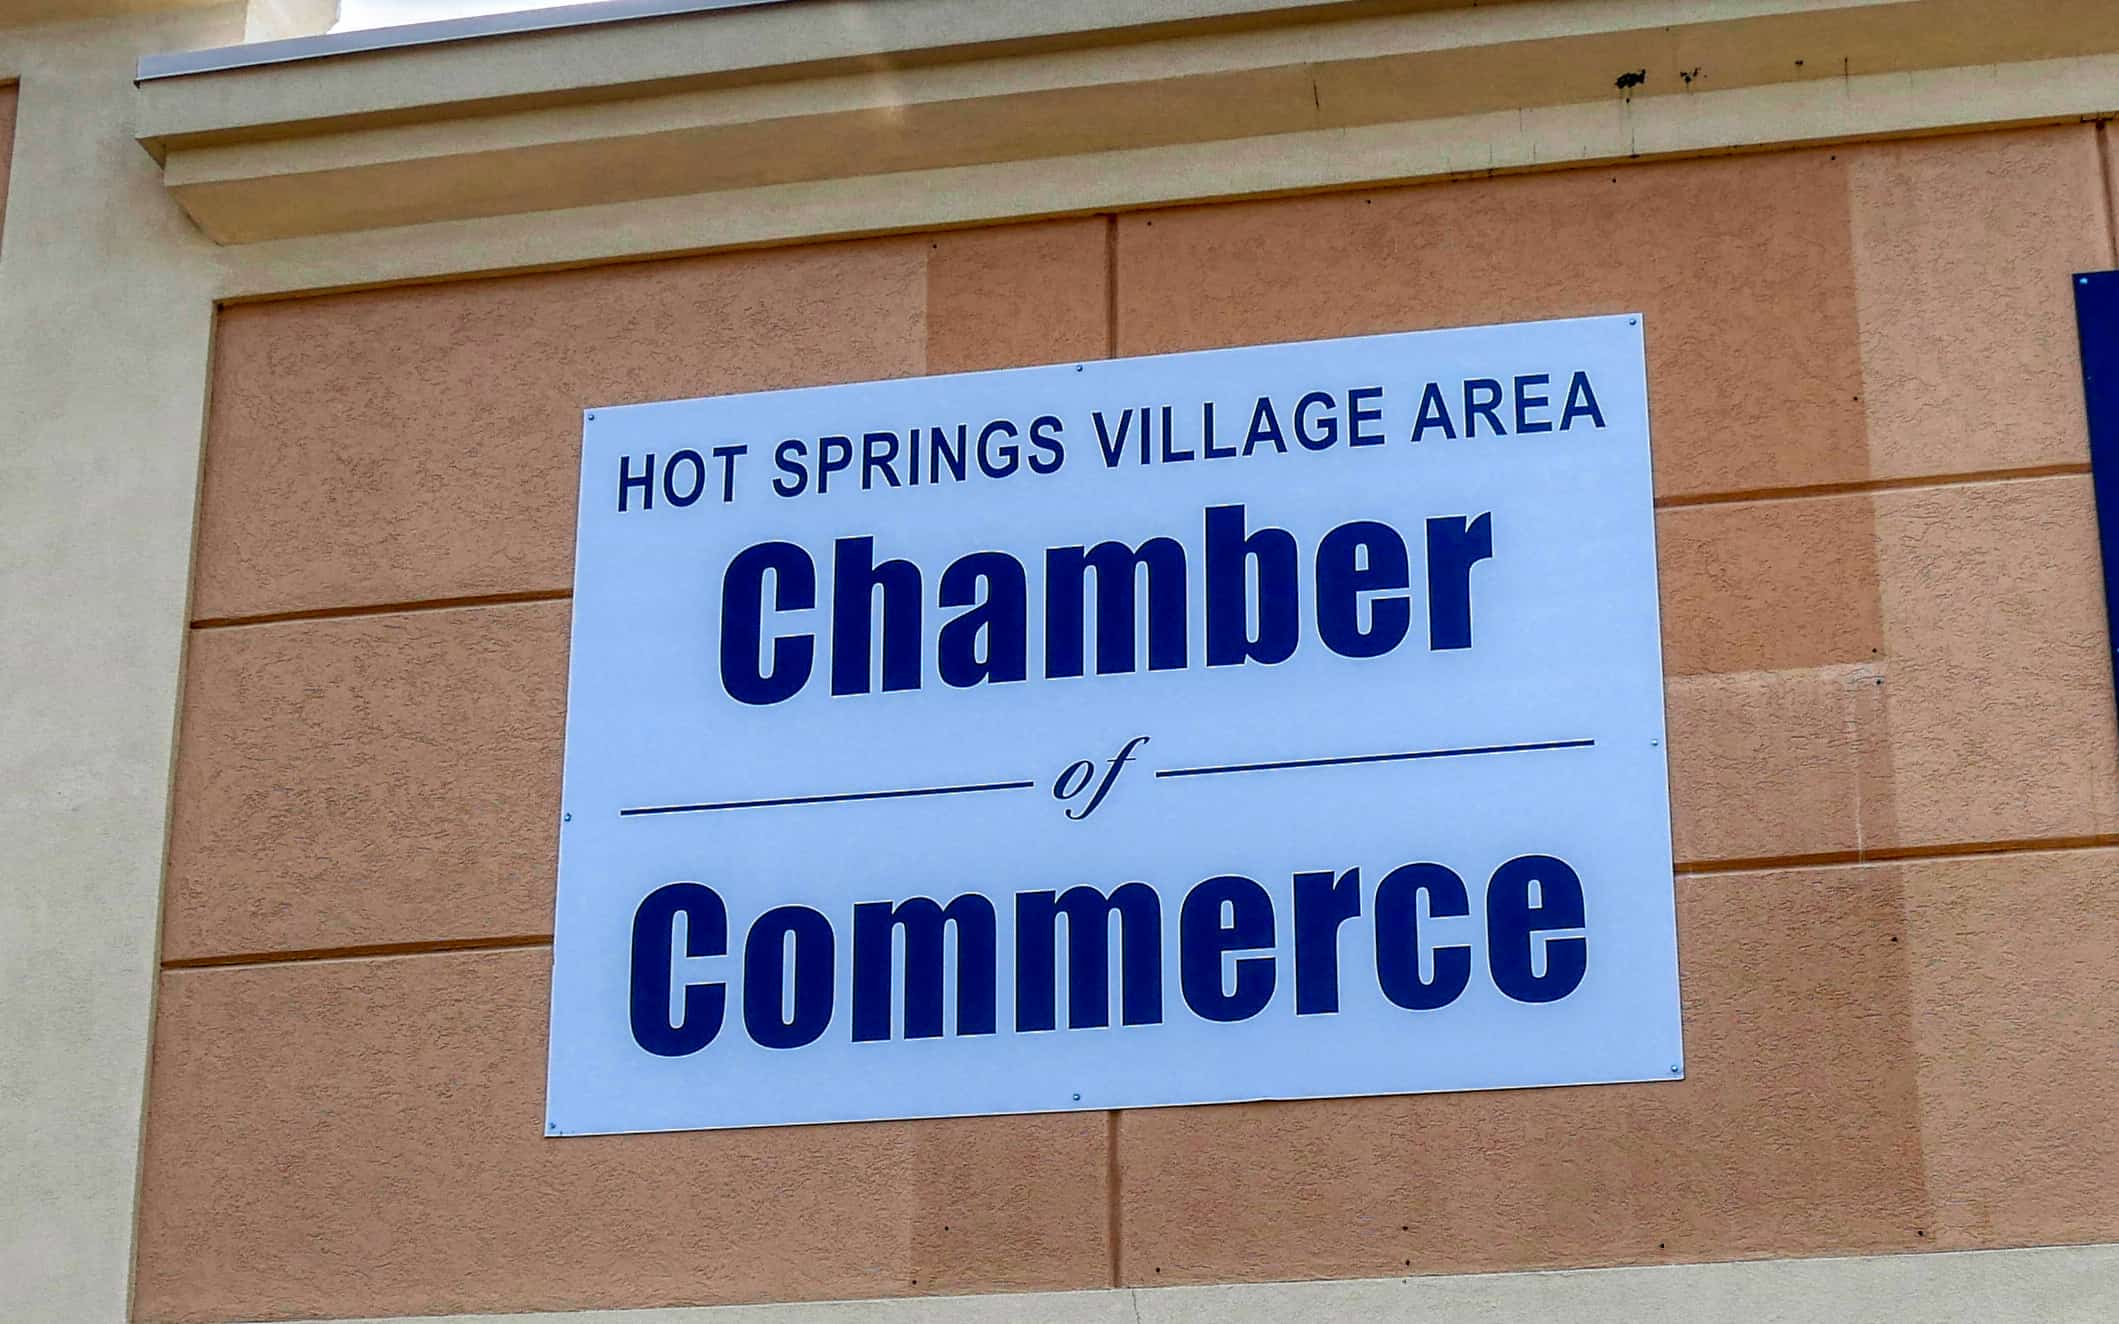 HOT SPRINGS VILLAGE AREA
Chamber
of
Commerce